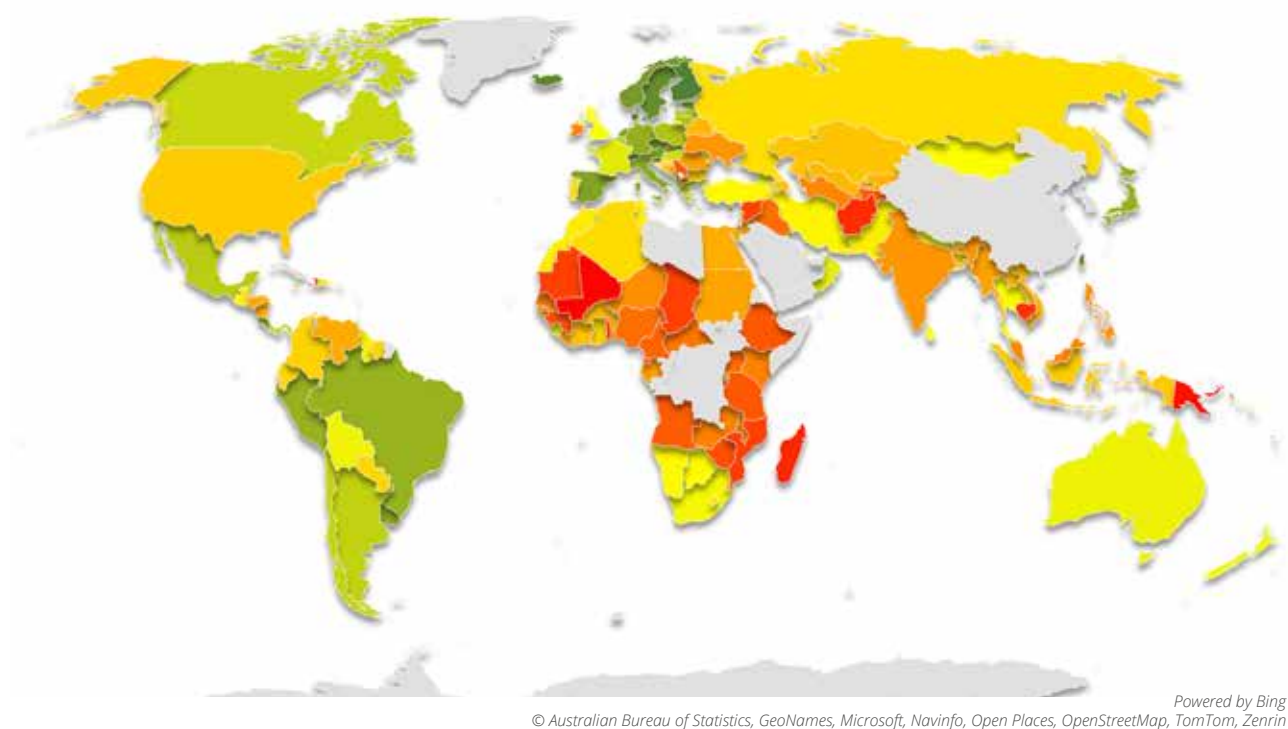 Powered by Bing
© Australian Bureau of Statistics, GeoNames, Microsoft, Navinfo, Open Places, OpenStreetMap, TomTom, Zenrin